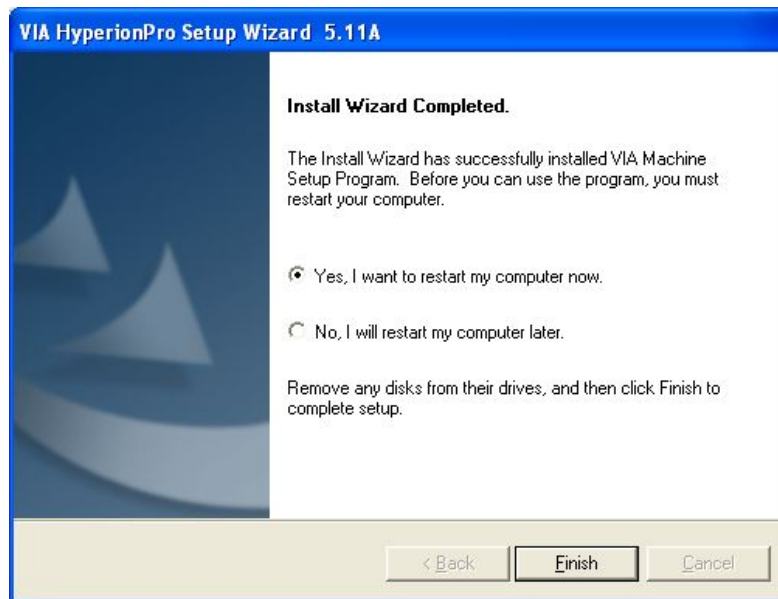 VIA HyperionPro Setup Wizard 5.11A
Install Wizard Completed.
The Install Wizard has successfully installed VIA Machine
Setup Program. Before you can use the program, you must
restart your computer.
Yes, I want to restart my computer now.
No, I will restart my computer later.
Remove any disks from their drives, and then click Finish to
complete setup.
< Back
Finish
Cancel